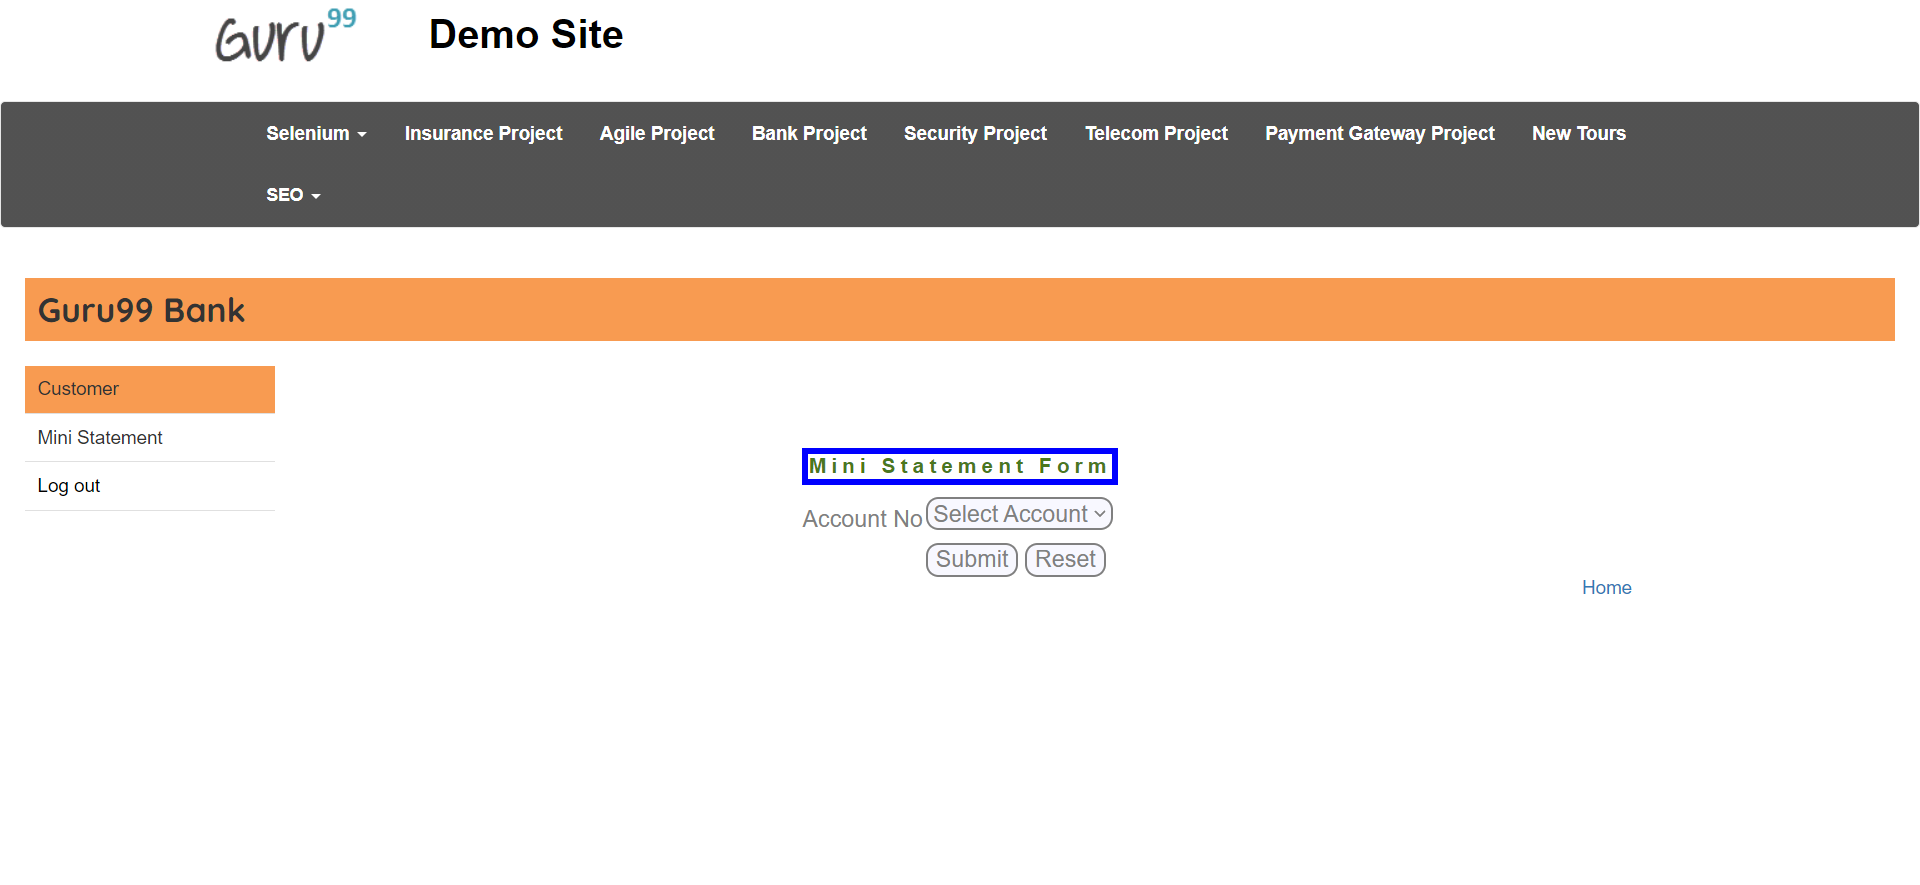 Guru99 Demo Site
Selenium Insurance Project Agile Project Bank Project Security Project Telecom Project Payment Gateway Project New Tours
SEO
Guru99 Bank
Customer
Mini Statement
Log out
Mini Statement Form
Account No Select Account
Submit Reset
Home